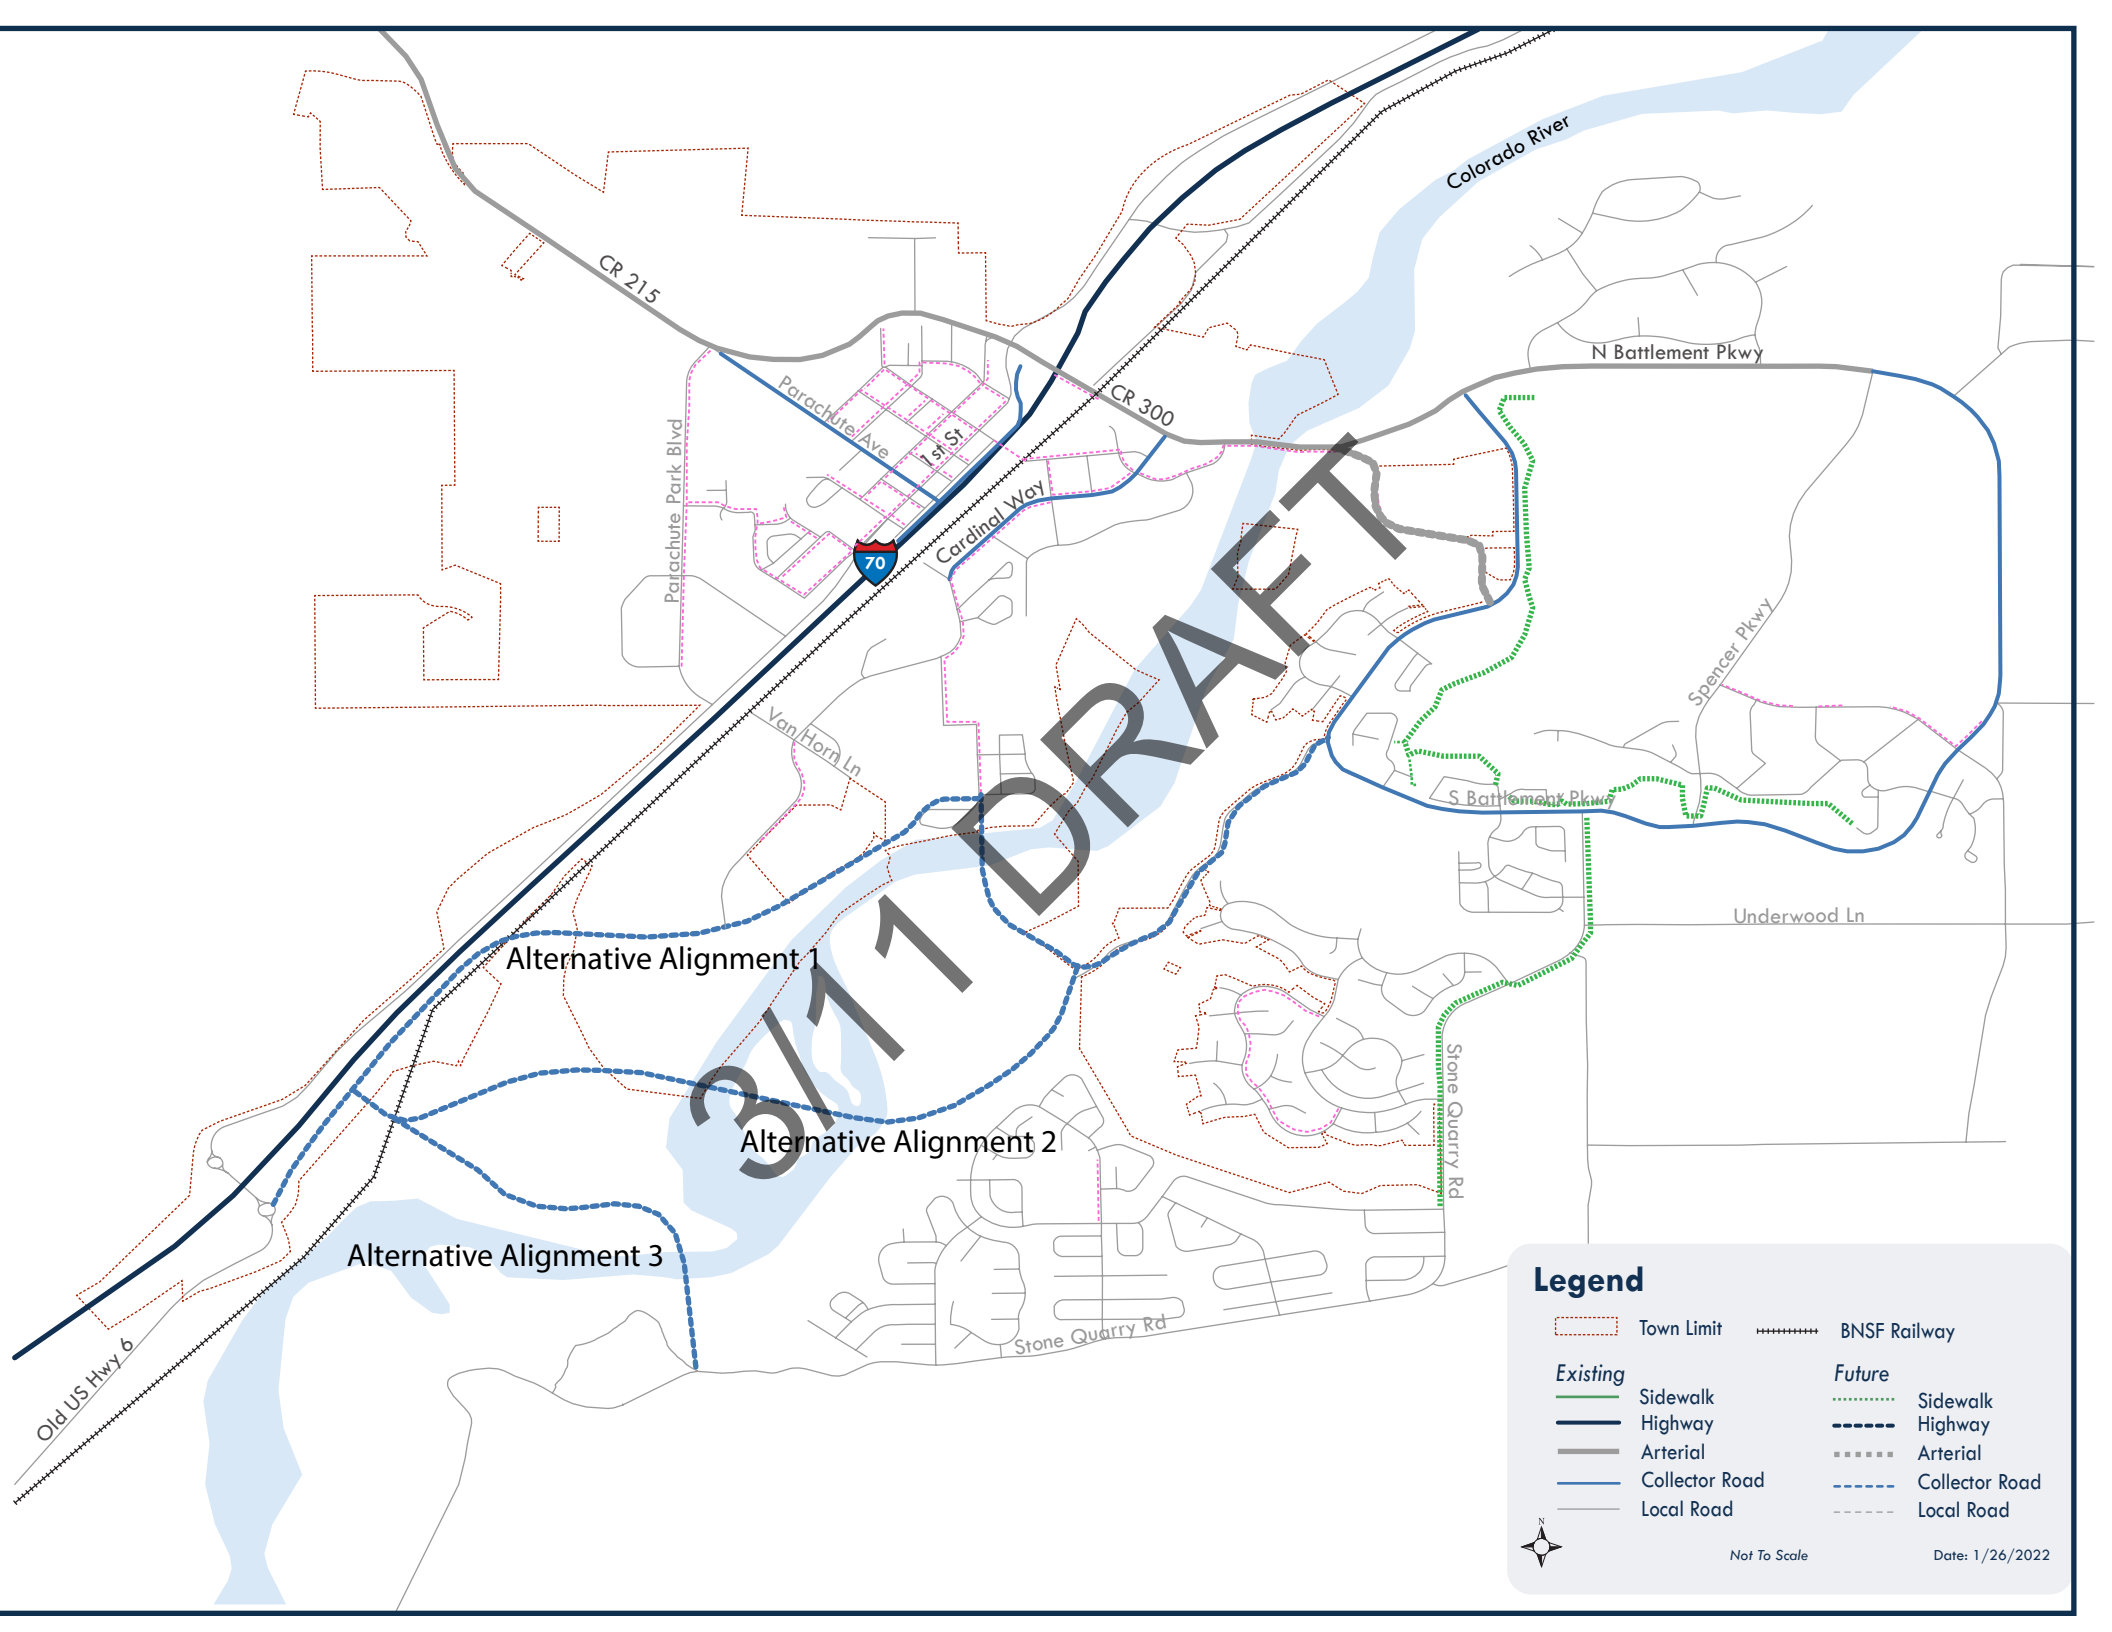 Colorado River
CR 215
N Battlement Pkwy
Parachute Ave
CR 300
1st St
Parachute Park Blvd
Cardinal Way
70
Spencer Pkwy
Van Horn Ln
S Battlement Pkwy
Underwood Ln
3/11 DRAFT
Alternative Alignment 1
Stone Quarry Rd
Alternative Alignment 2
Alternative Alignment 3
Stone Quarry Rd
Old US Hwy 6
Legend
Town Limit
BNSF Railway
Existing
Sidewalk
Highway
Arterial
Collector Road
Local Road
Future
Sidewalk
Highway
Arterial
Collector Road
Local Road
N
Not To Scale
Date: 1/26/2022